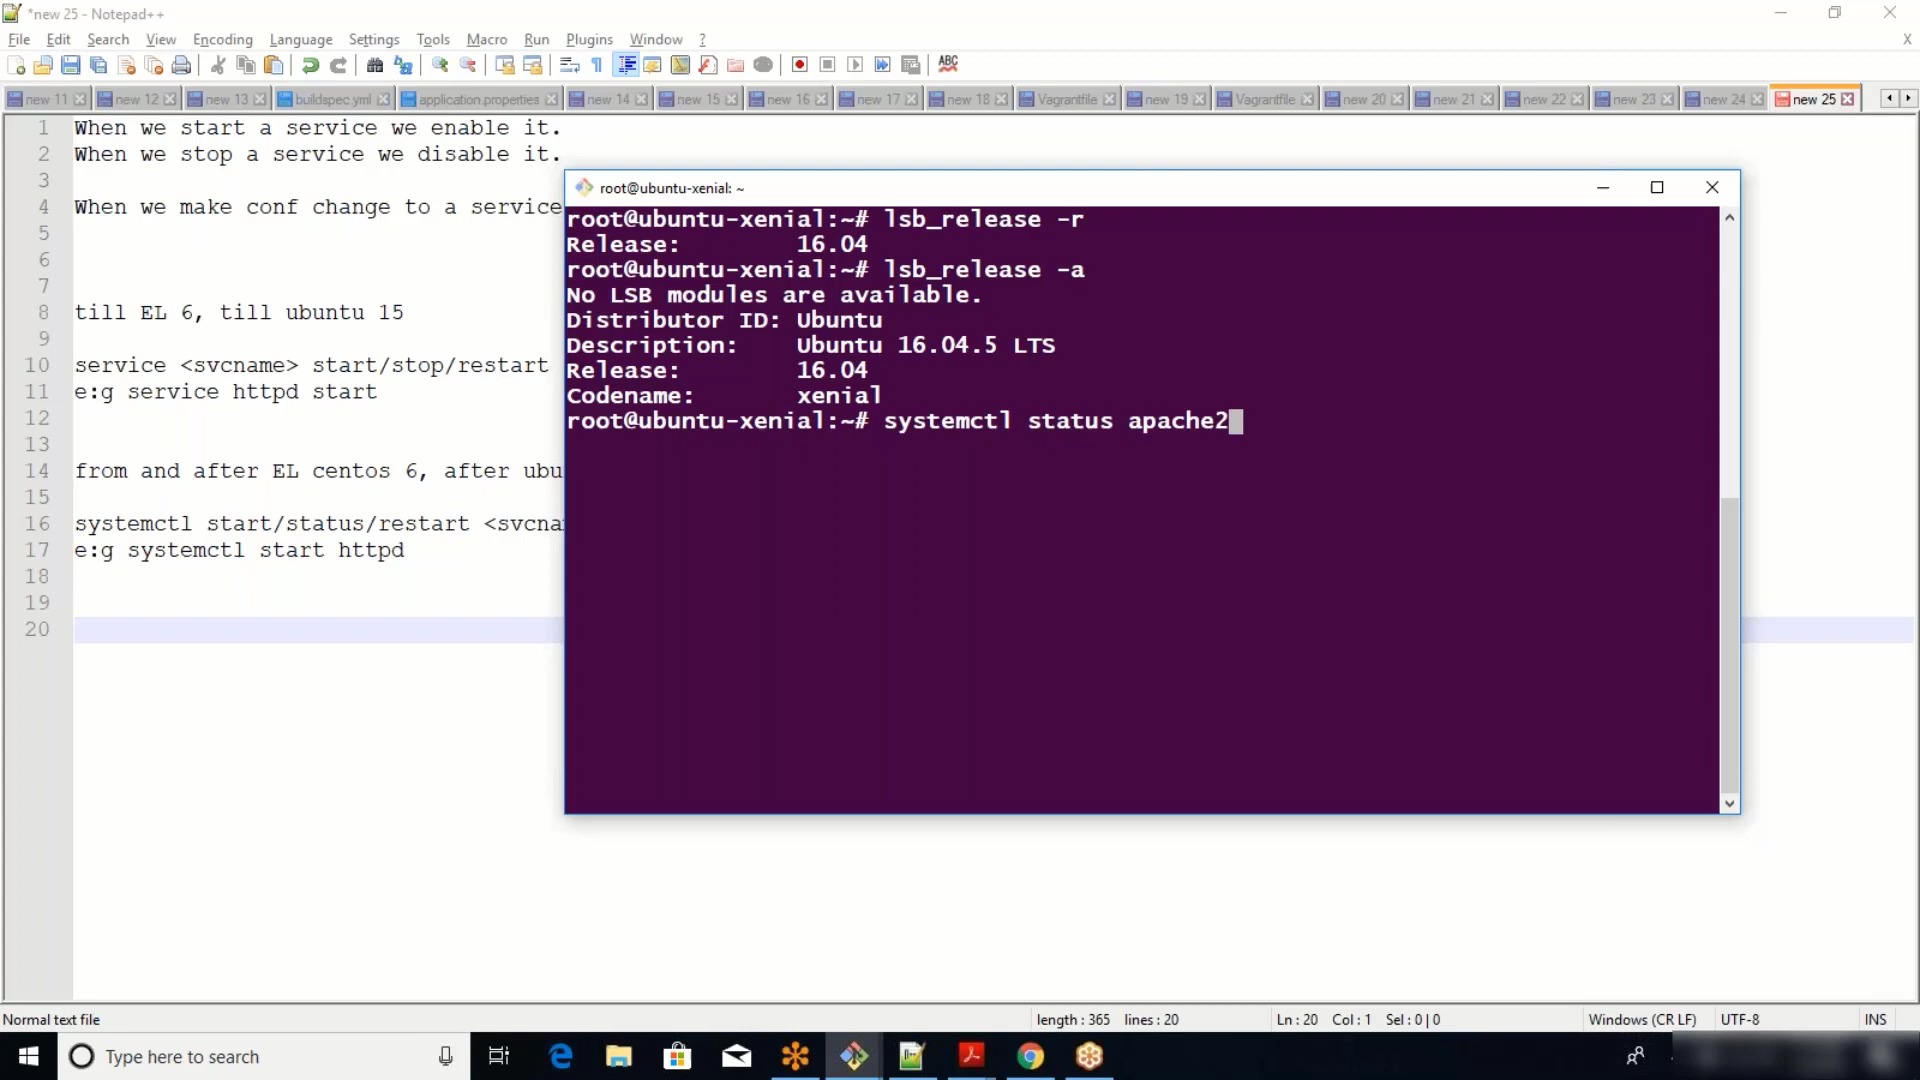 *new 25 - Notepad++
File Edit Search View Encoding Language Settings Tools Macro Run Plugins Window ? X
ABC
new 11 new 12 new 13 buildspec.yml application.properties new 14 new 15 new 16 new 17 new 18 Vagrantfile new 19 Vagrantfile new 20 new 21 new 22 new 23 new 24 new 25
1 When we start a service we enable it.
2 When we stop a service we disable it.
3
4 When we make conf change to a service
5
6
7
8 till EL 6, till ubuntu 15
9
10 service <svcname> start/stop/restart
11 e:g service httpd start
12
13
14 from and after EL centos 6, after ubu
15
16 systemctl start/status/restart <svcna
17 e:g systemctl start httpd
18
19
20
root@ubuntu-xenial: ~
root@ubuntu-xenial:~# lsb_release -r
Release: 16.04
root@ubuntu-xenial:~# lsb_release -a
No LSB modules are available.
Distributor ID: Ubuntu
Description: Ubuntu 16.04.5 LTS
Release: 16.04
Codename: xenial
root@ubuntu-xenial:~# systemctl status apache2
Normal text file length : 365 lines : 20 Ln : 20 Col : 1 Sel : 0 | 0 Windows (CR LF) UTF-8 INS
Type here to search